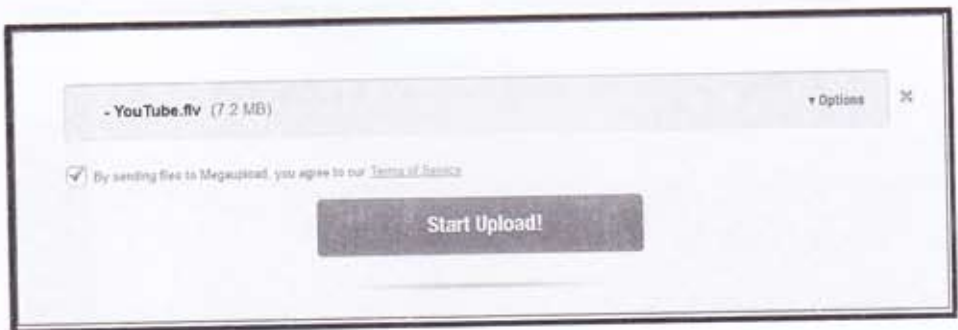 - YouTube.flv (7.2 MB) ▾ Options ×
By sending files to Megaupload, you agree to our Terms of Service
Start Upload!